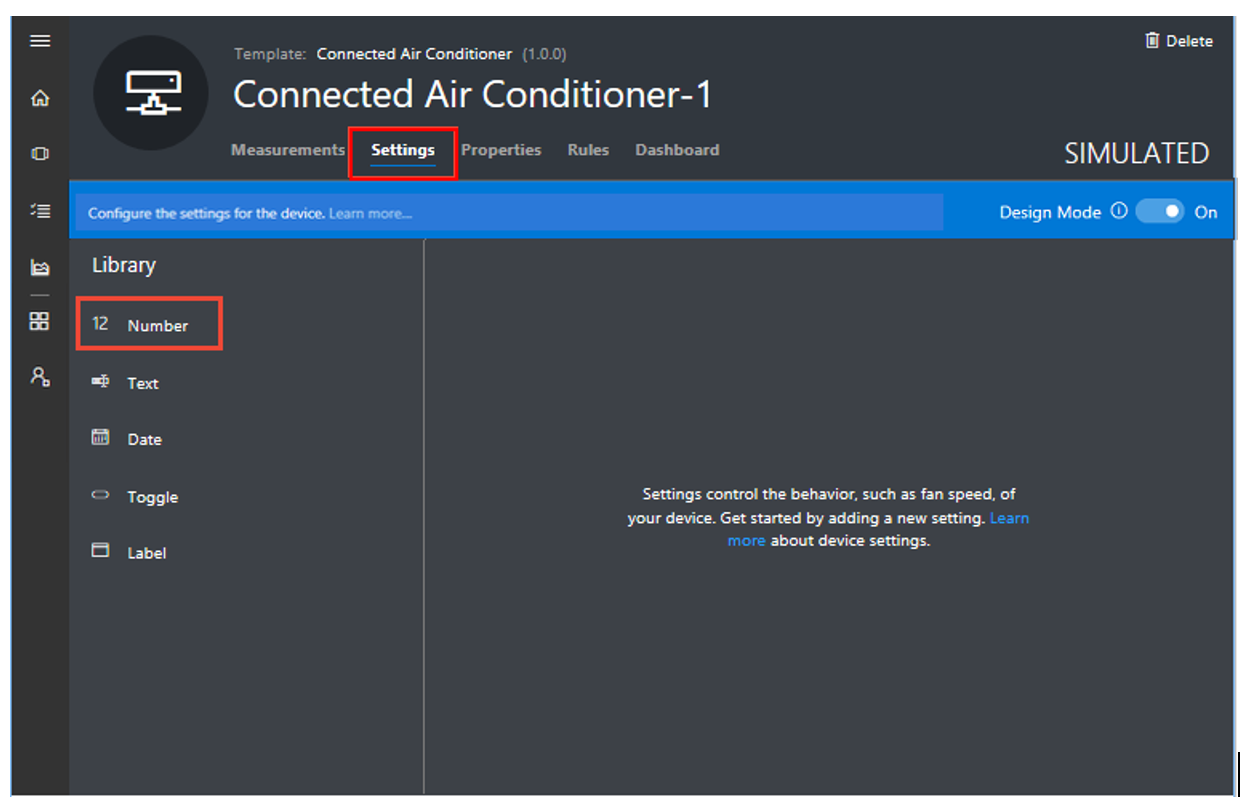 Delete
Template: Connected Air Conditioner (1.0.0)
Connected Air Conditioner-1
Measurements Settings Properties Rules Dashboard
SIMULATED
Configure the settings for the device. Learn more...
Design Mode On
Library
12 Number
Text
Date
Toggle
Label
Settings control the behavior, such as fan speed, of
your device. Get started by adding a new setting. Learn
more about device settings.